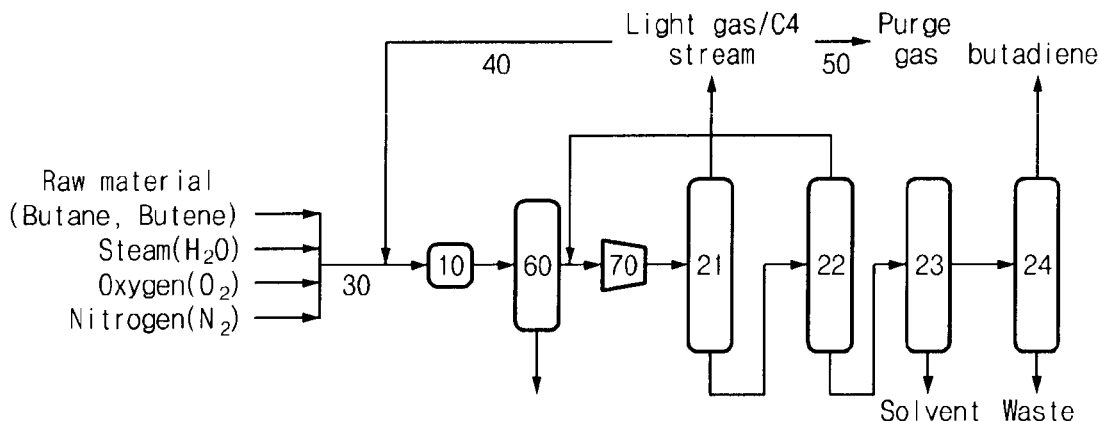 Light gas/C4
stream
40
50
Purge
gas
butadiene
Raw material
(Butane, Butene)
Steam(H₂O)
Oxygen(O₂)
Nitrogen(N₂)
30
10
60
70
21
22
23
24
Solvent
Waste